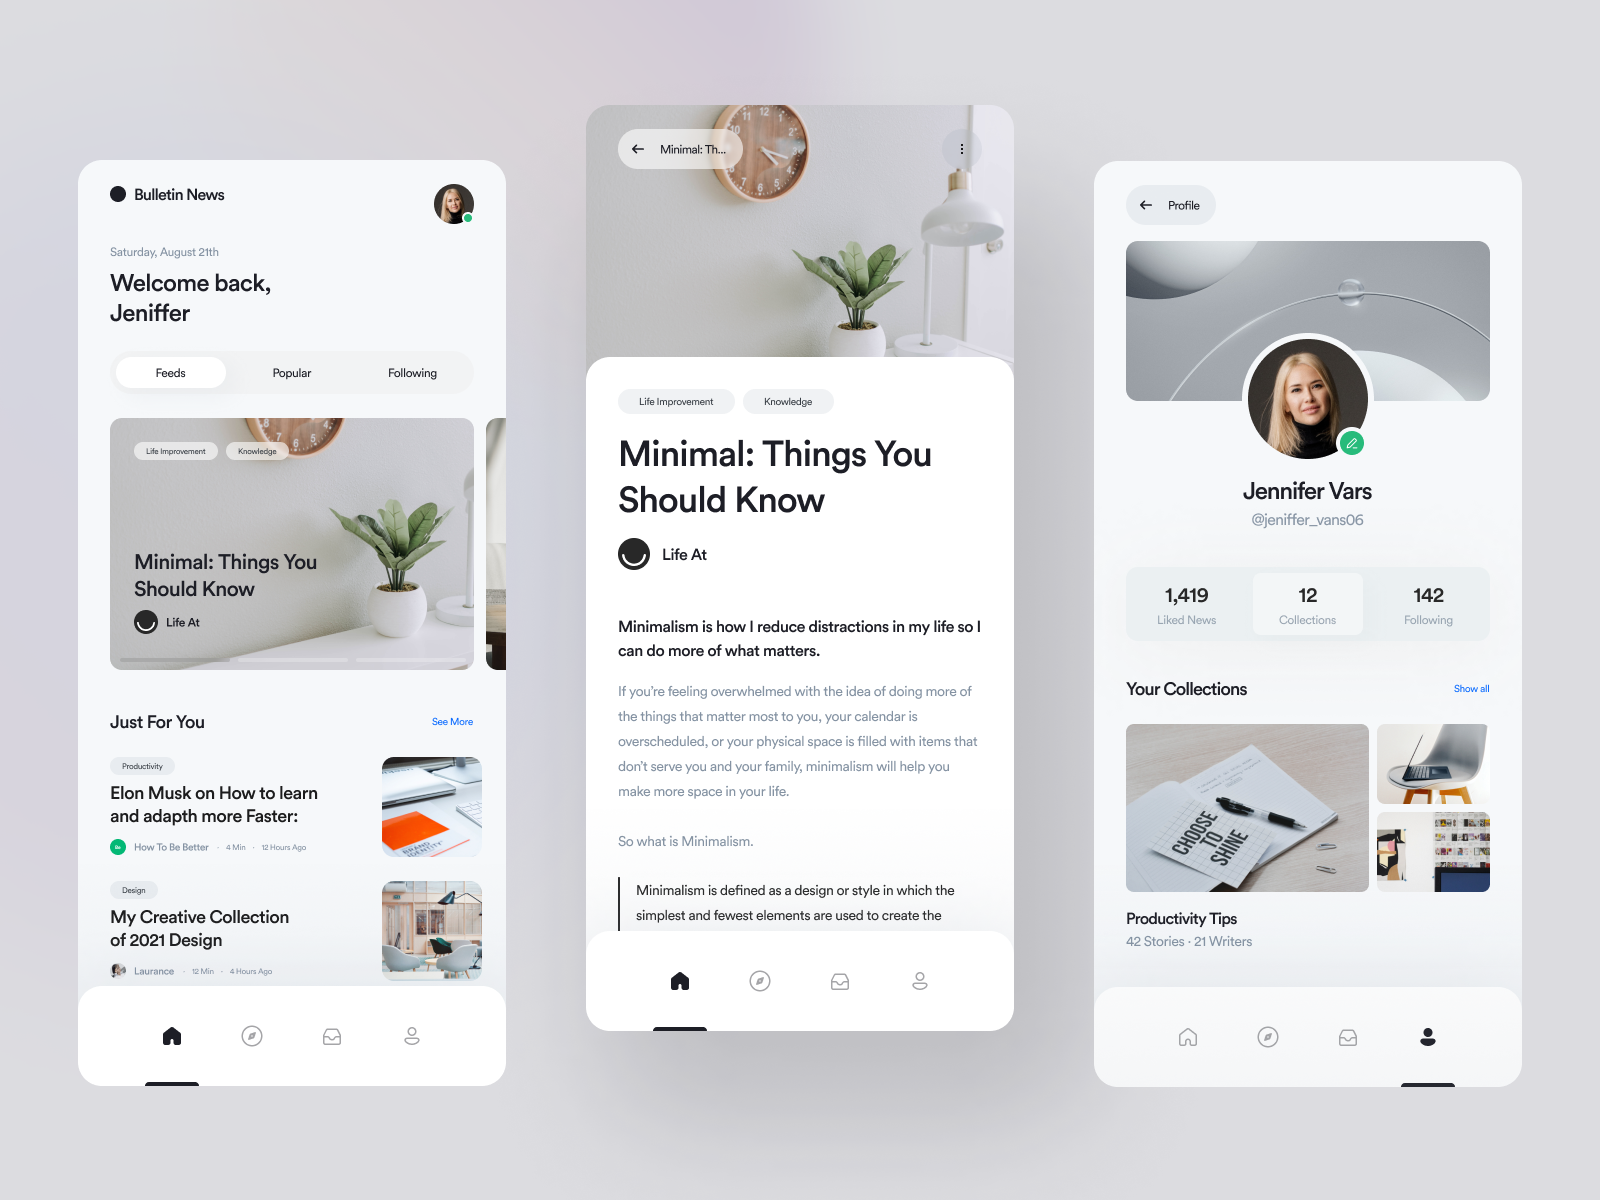 Bulletin News
Saturday, August 21th
Welcome back,
Jeniffer
Feeds
Popular
Following
Life Improvement
Knowledge
Minimal: Things You
Should Know
Life At
Just For You
See More
Productivity
Elon Musk on How to learn
and adapth more Faster:
How To Be Better · 4 Min · 12 Hours Ago
BRAND
IDENTITY
Design
My Creative Collection
of 2021 Design
Laurance · 12 Min · 4 Hours Ago
Minimal: Th...
12
Life Improvement
Knowledge
Minimal: Things You
Should Know
Life At
Minimalism is how I reduce distractions in my life so I
can do more of what matters.
If you’re feeling overwhelmed with the idea of doing more of
the things that matter most to you, your calendar is
overscheduled, or your physical space is filled with items that
don’t serve you and your family, minimalism will help you
make more space in your life.
So what is Minimalism.
Minimalism is defined as a design or style in which the
simplest and fewest elements are used to create the
Profile
Jennifer Vars
@jeniffer_vans06
1,419
Liked News
12
Collections
142
Following
Your Collections
Show all
CHOOSE
TO
SHINE
Productivity Tips
42 Stories · 21 Writers